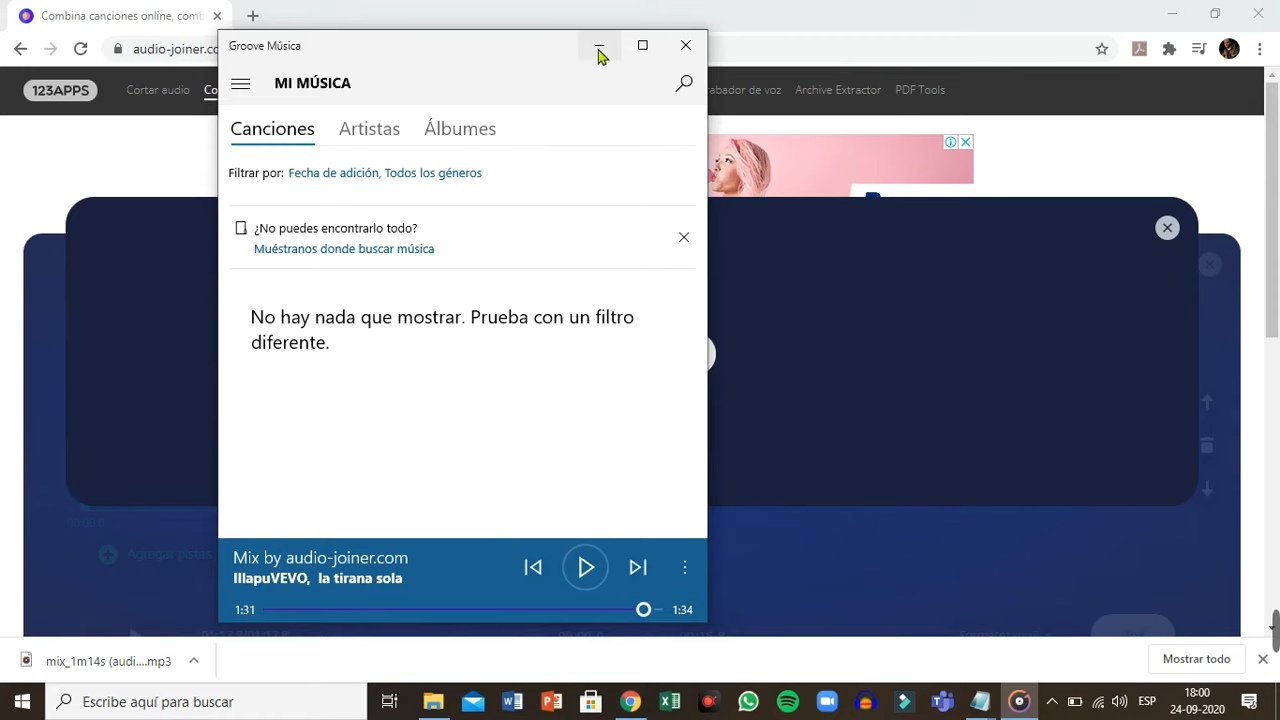 Combina canciones online, comb
audio-joiner.co
123APPS
Cortar audio
Co
rabador de voz
Archive Extractor
PDF Tools
Groove Música
MI MÚSICA
Canciones
Artistas
Álbumes
Filtrar por: Fecha de adición, Todos los géneros
¿No puedes encontrarlo todo?
Muéstranos donde buscar música
No hay nada que mostrar. Prueba con un filtro
diferente.
Agregar pistas
Mix by audio-joiner.com
IllapuVEVO, la tirana sola
1:31
1:34
mix_1m14s (audi....mp3
Mostrar todo
Escribe aquí para buscar
ESP
18:00
24-09-2020